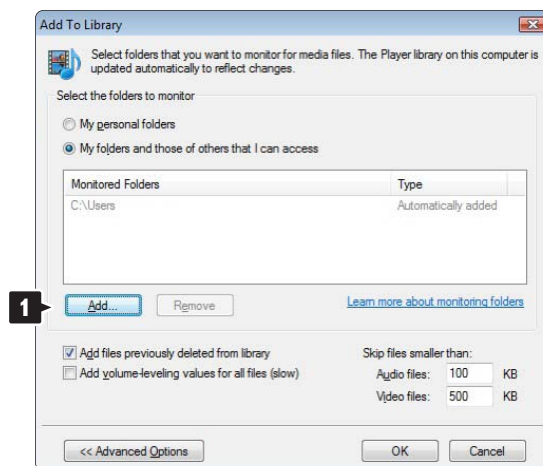 Add To Library
Select folders that you want to monitor for media files. The Player library on this computer is
updated automatically to reflect changes.
Select the folders to monitor
My personal folders
My folders and those of others that I can access
Monitored Folders Type
C:\Users Automatically added
1
Add... Remove Learn more about monitoring folders
Add files previously deleted from library
Add volume-leveling values for all files (slow)
Skip files smaller than:
Audio files: 100 KB
Video files: 500 KB
<< Advanced Options OK Cancel